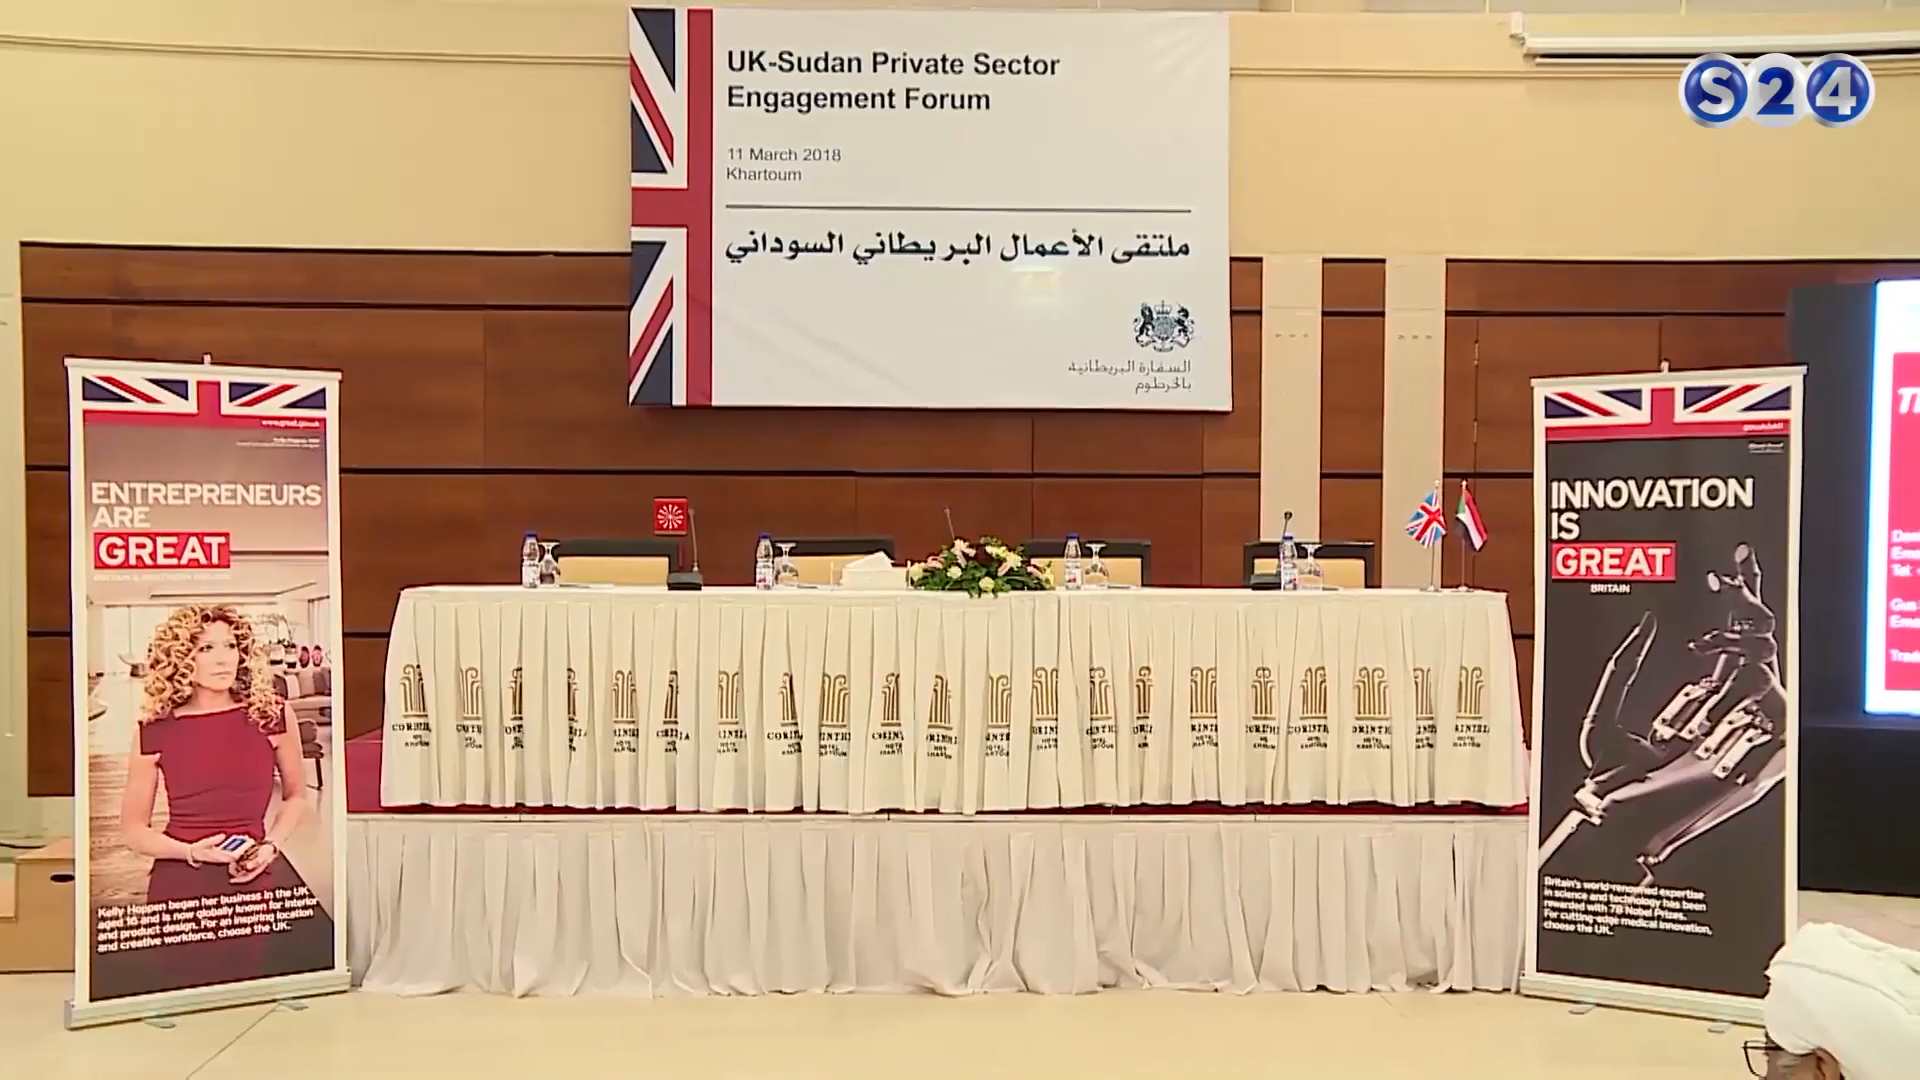 S24
UK-Sudan Private Sector
Engagement Forum
11 March 2018
Khartoum
ملتقى الأعمال البريطاني السوداني
السفارة البريطانية
بالخرطوم
ENTREPRENEURS
ARE
GREAT
Kelly Hoppen began her business in the UK
aged 16 and is now globally known for interior
and product design. For an inspiring location
and creative workforce, choose the UK.
INNOVATION
IS
GREAT
BRITAIN
Britain's world-renowned expertise
in science and technology has been
rewarded with 78 Nobel Prizes.
For cutting-edge medical innovation,
choose the UK.
CORINTHIA
HOTEL
KHARTOUM